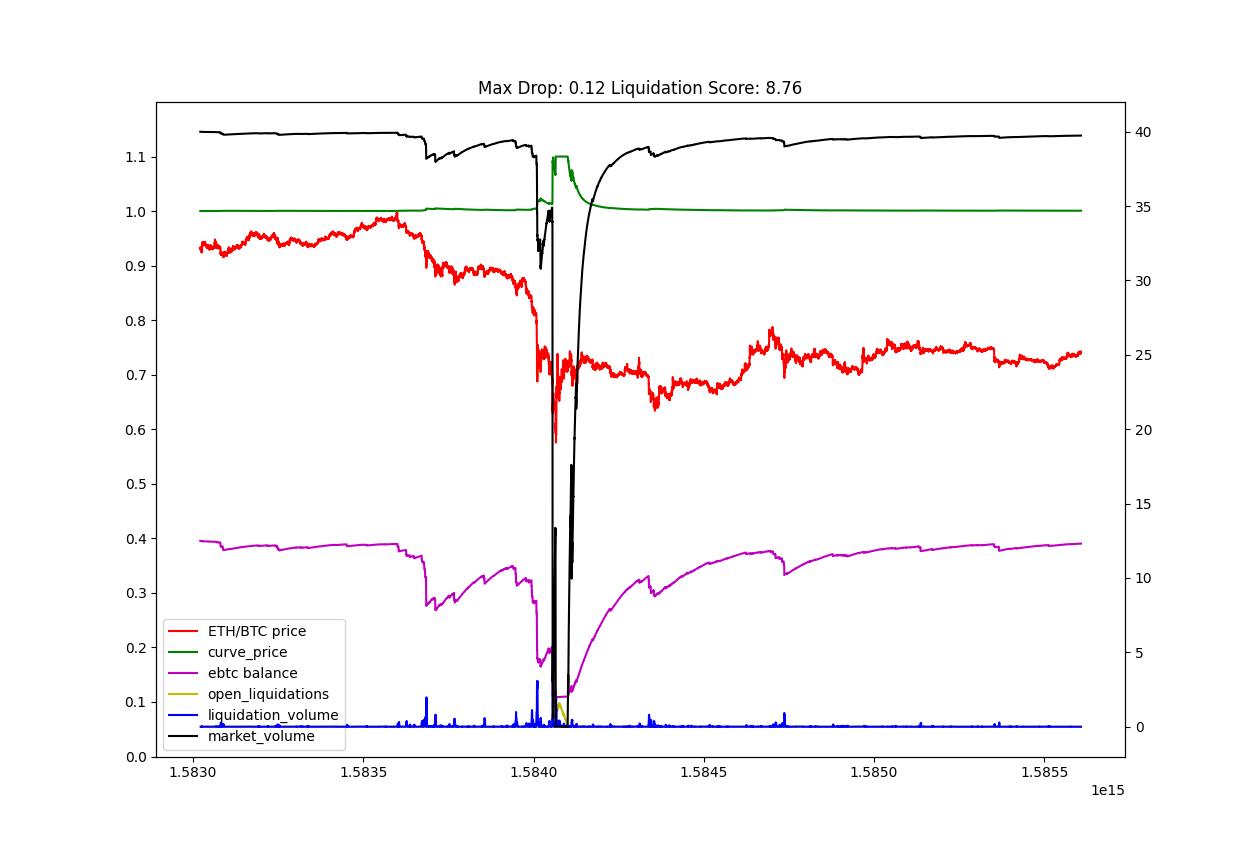 Max Drop: 0.12 Liquidation Score: 8.76
1.1
1.0
0.9
0.8
0.7
0.6
0.5
0.4
0.3
0.2
0.1
0.0
40
35
30
25
20
15
10
5
0
ETH/BTC price
curve_price
ebtc balance
open_liquidations
liquidation_volume
market_volume
1.5830 1.5835 1.5840 1.5845 1.5850 1.5855
1e15